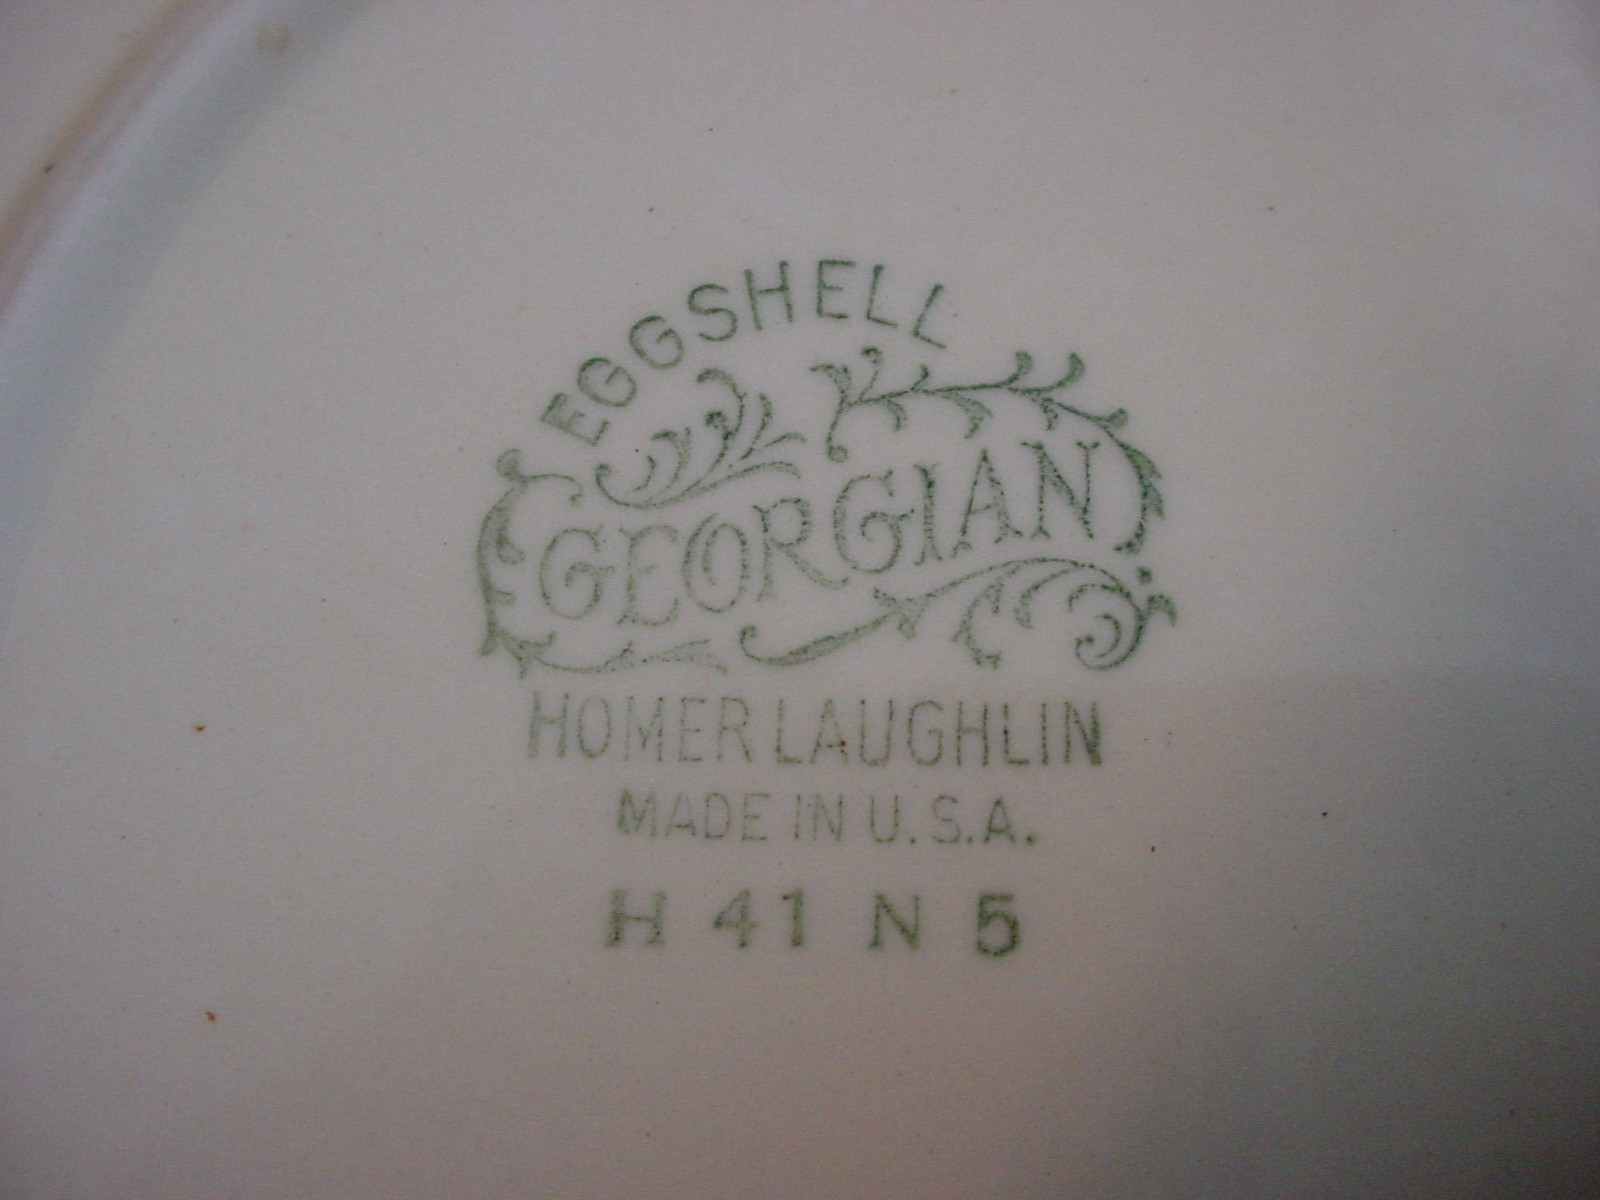 EGGSHELL
GEORGIAN
HOMER LAUGHLIN
MADE IN U.S.A.
H 41 N 5